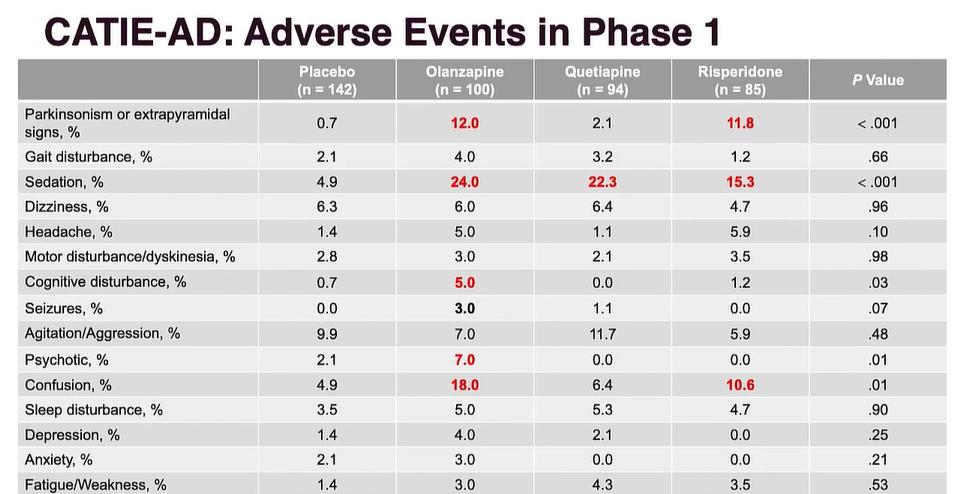 CATIE-AD: Adverse Events in Phase 1
Placebo (n = 142) Olanzapine (n = 100) Quetiapine (n = 94) Risperidone (n = 85) P Value
Parkinsonism or extrapyramidal signs, % 0.7 12.0 2.1 11.8 < .001
Gait disturbance, % 2.1 4.0 3.2 1.2 .66
Sedation, % 4.9 24.0 22.3 15.3 < .001
Dizziness, % 6.3 6.0 6.4 4.7 .96
Headache, % 1.4 5.0 1.1 5.9 .10
Motor disturbance/dyskinesia, % 2.8 3.0 2.1 3.5 .98
Cognitive disturbance, % 0.7 5.0 0.0 1.2 .03
Seizures, % 0.0 3.0 1.1 0.0 .07
Agitation/Aggression, % 9.9 7.0 11.7 5.9 .48
Psychotic, % 2.1 7.0 0.0 0.0 .01
Confusion, % 4.9 18.0 6.4 10.6 .01
Sleep disturbance, % 3.5 5.0 5.3 4.7 .90
Depression, % 1.4 4.0 2.1 0.0 .25
Anxiety, % 2.1 3.0 0.0 0.0 .21
Fatigue/Weakness, % 1.4 3.0 4.3 3.5 .53